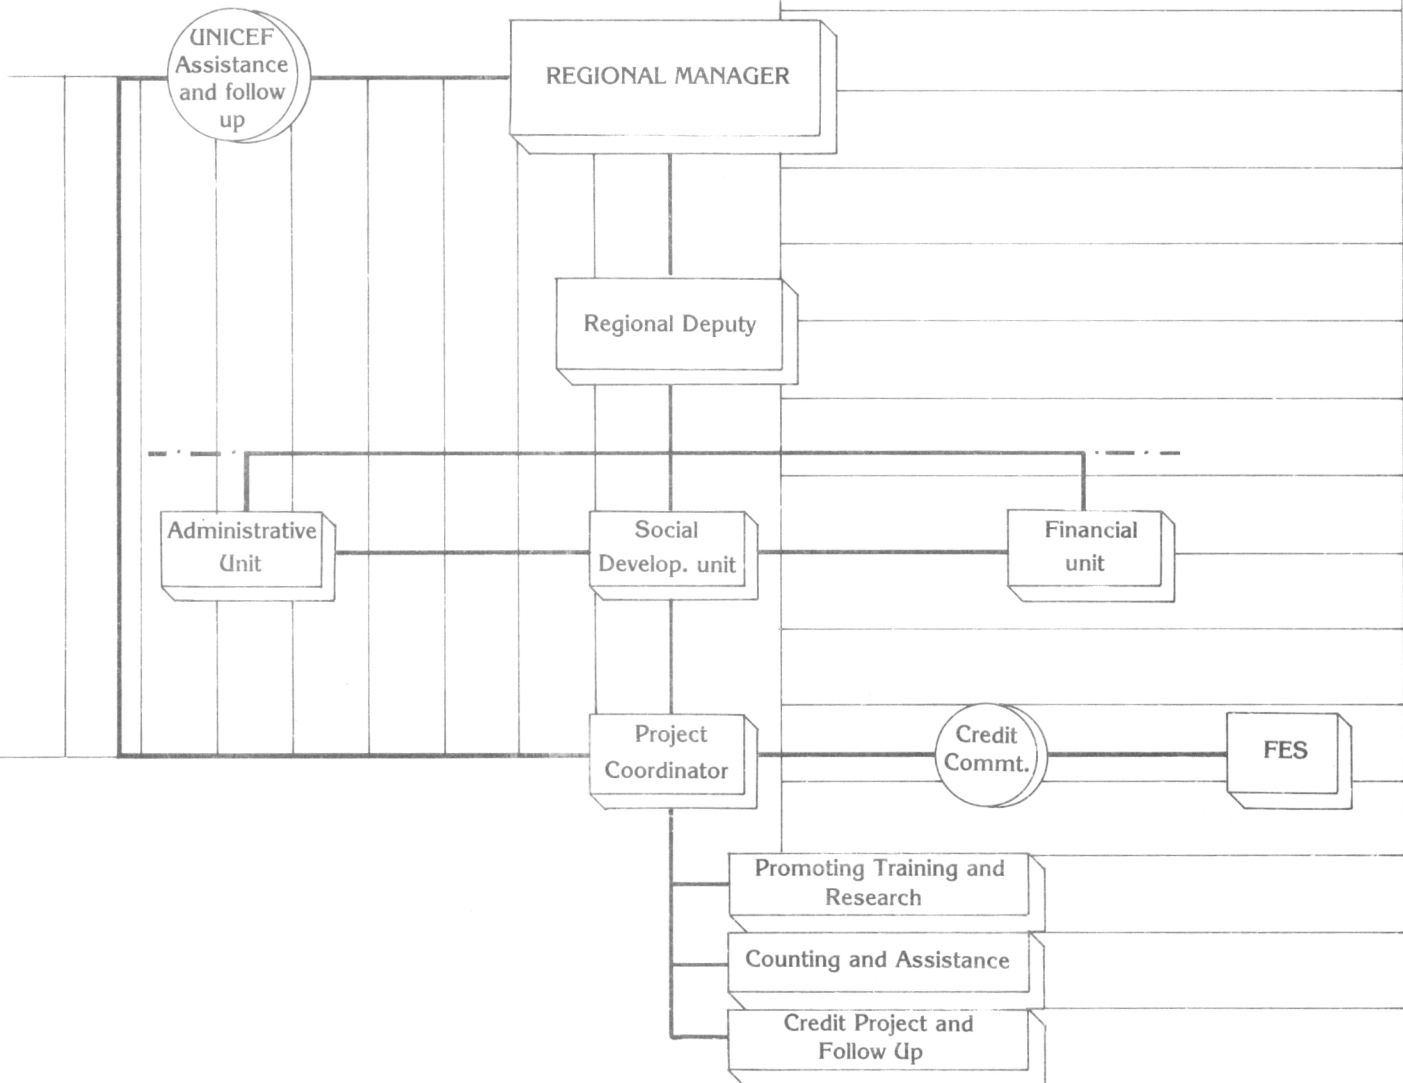 UNICEF
Assistance
and follow
up
REGIONAL MANAGER
Regional Deputy
Administrative
Unit
Social
Develop. unit
Financial
unit
Project
Coordinator
Credit
Commt.
FES
Promoting Training and
Research
Counting and Assistance
Credit Project and
Follow Up